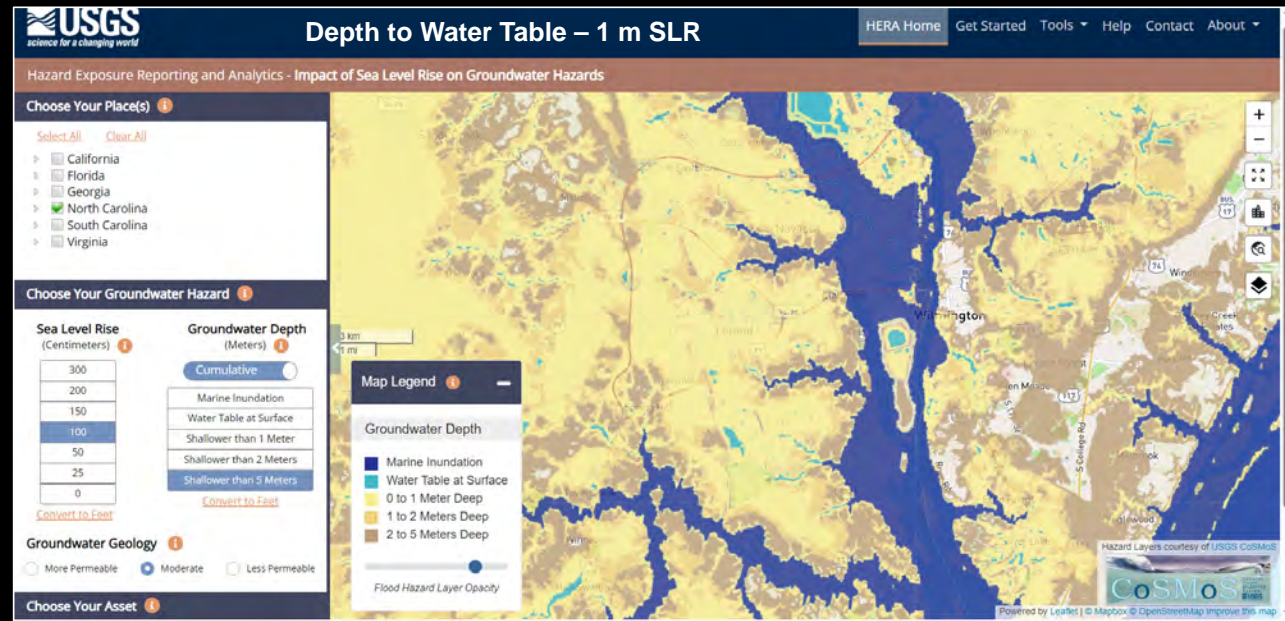 USGS
science for a changing world
Depth to Water Table – 1 m SLR
HERA Home Get Started Tools Help Contact About
Hazard Exposure Reporting and Analytics - Impact of Sea Level Rise on Groundwater Hazards
Choose Your Place(s)
Select All Clear All
California
Florida
Georgia
North Carolina
South Carolina
Virginia
Choose Your Groundwater Hazard
Sea Level Rise
(Centimeters)
300
200
150
100
50
25
0
Convert to Feet
Groundwater Depth
(Meters)
Cumulative
Marine Inundation
Water Table at Surface
Shallower than 1 Meter
Shallower than 2 Meters
Shallower than 5 Meters
Convert to Feet
Groundwater Geology
More Permeable Moderate Less Permeable
Choose Your Asset
3 km
1 mi
Map Legend
Groundwater Depth
Marine Inundation
Water Table at Surface
0 to 1 Meter Deep
1 to 2 Meters Deep
2 to 5 Meters Deep
Flood Hazard Layer Opacity
+
−
BUS
17
76
74
Wilmington
117
S College Rd
Hazard Layers courtesy of USGS CoSMoS
CoSMoS
Powered by Leaflet | © Mapbox © OpenStreetMap Improve this map